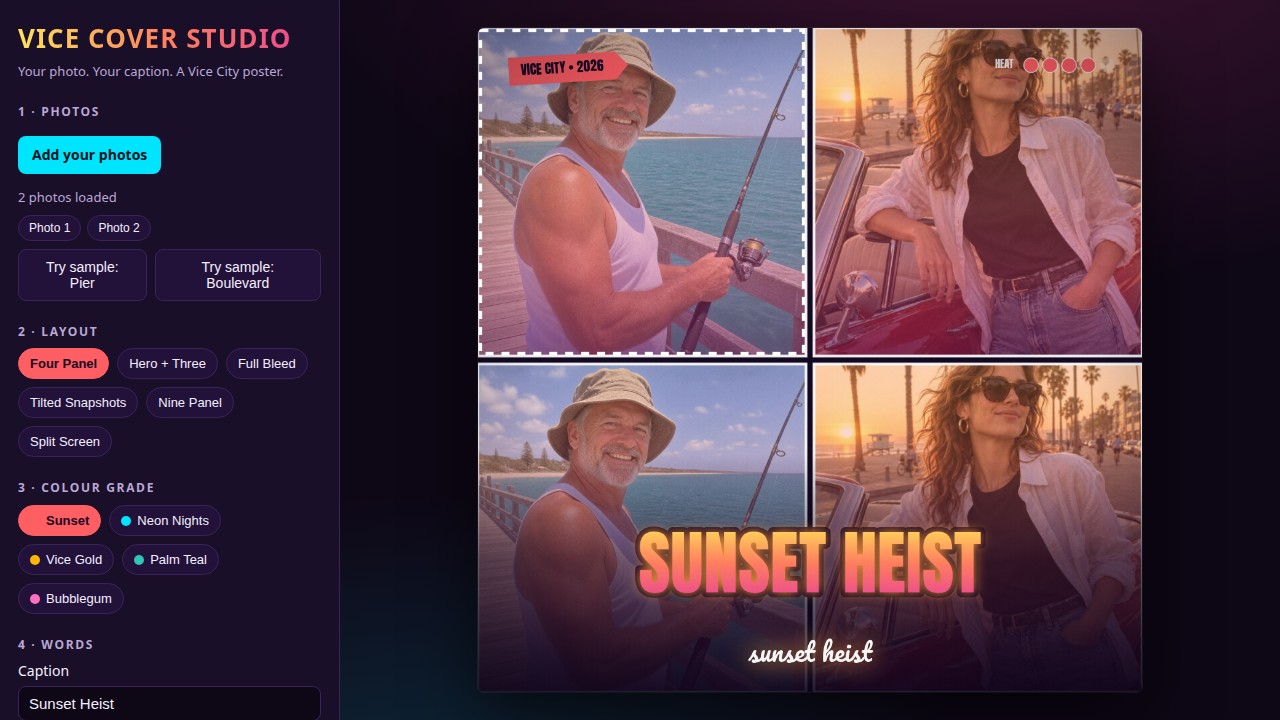 VICE COVER STUDIO
Your photo. Your caption. A Vice City poster.
1 · PHOTOS
Add your photos
2 photos loaded
Photo 1
Photo 2
Try sample:
Pier
Try sample:
Boulevard
2 · LAYOUT
Four Panel
Hero + Three
Full Bleed
Tilted Snapshots
Nine Panel
Split Screen
3 · COLOUR GRADE
Sunset
Neon Nights
Vice Gold
Palm Teal
Bubblegum
4 · WORDS
Caption
Sunset Heist
VICE CITY • 2026
HEAT
SUNSET HEIST
sunset heist